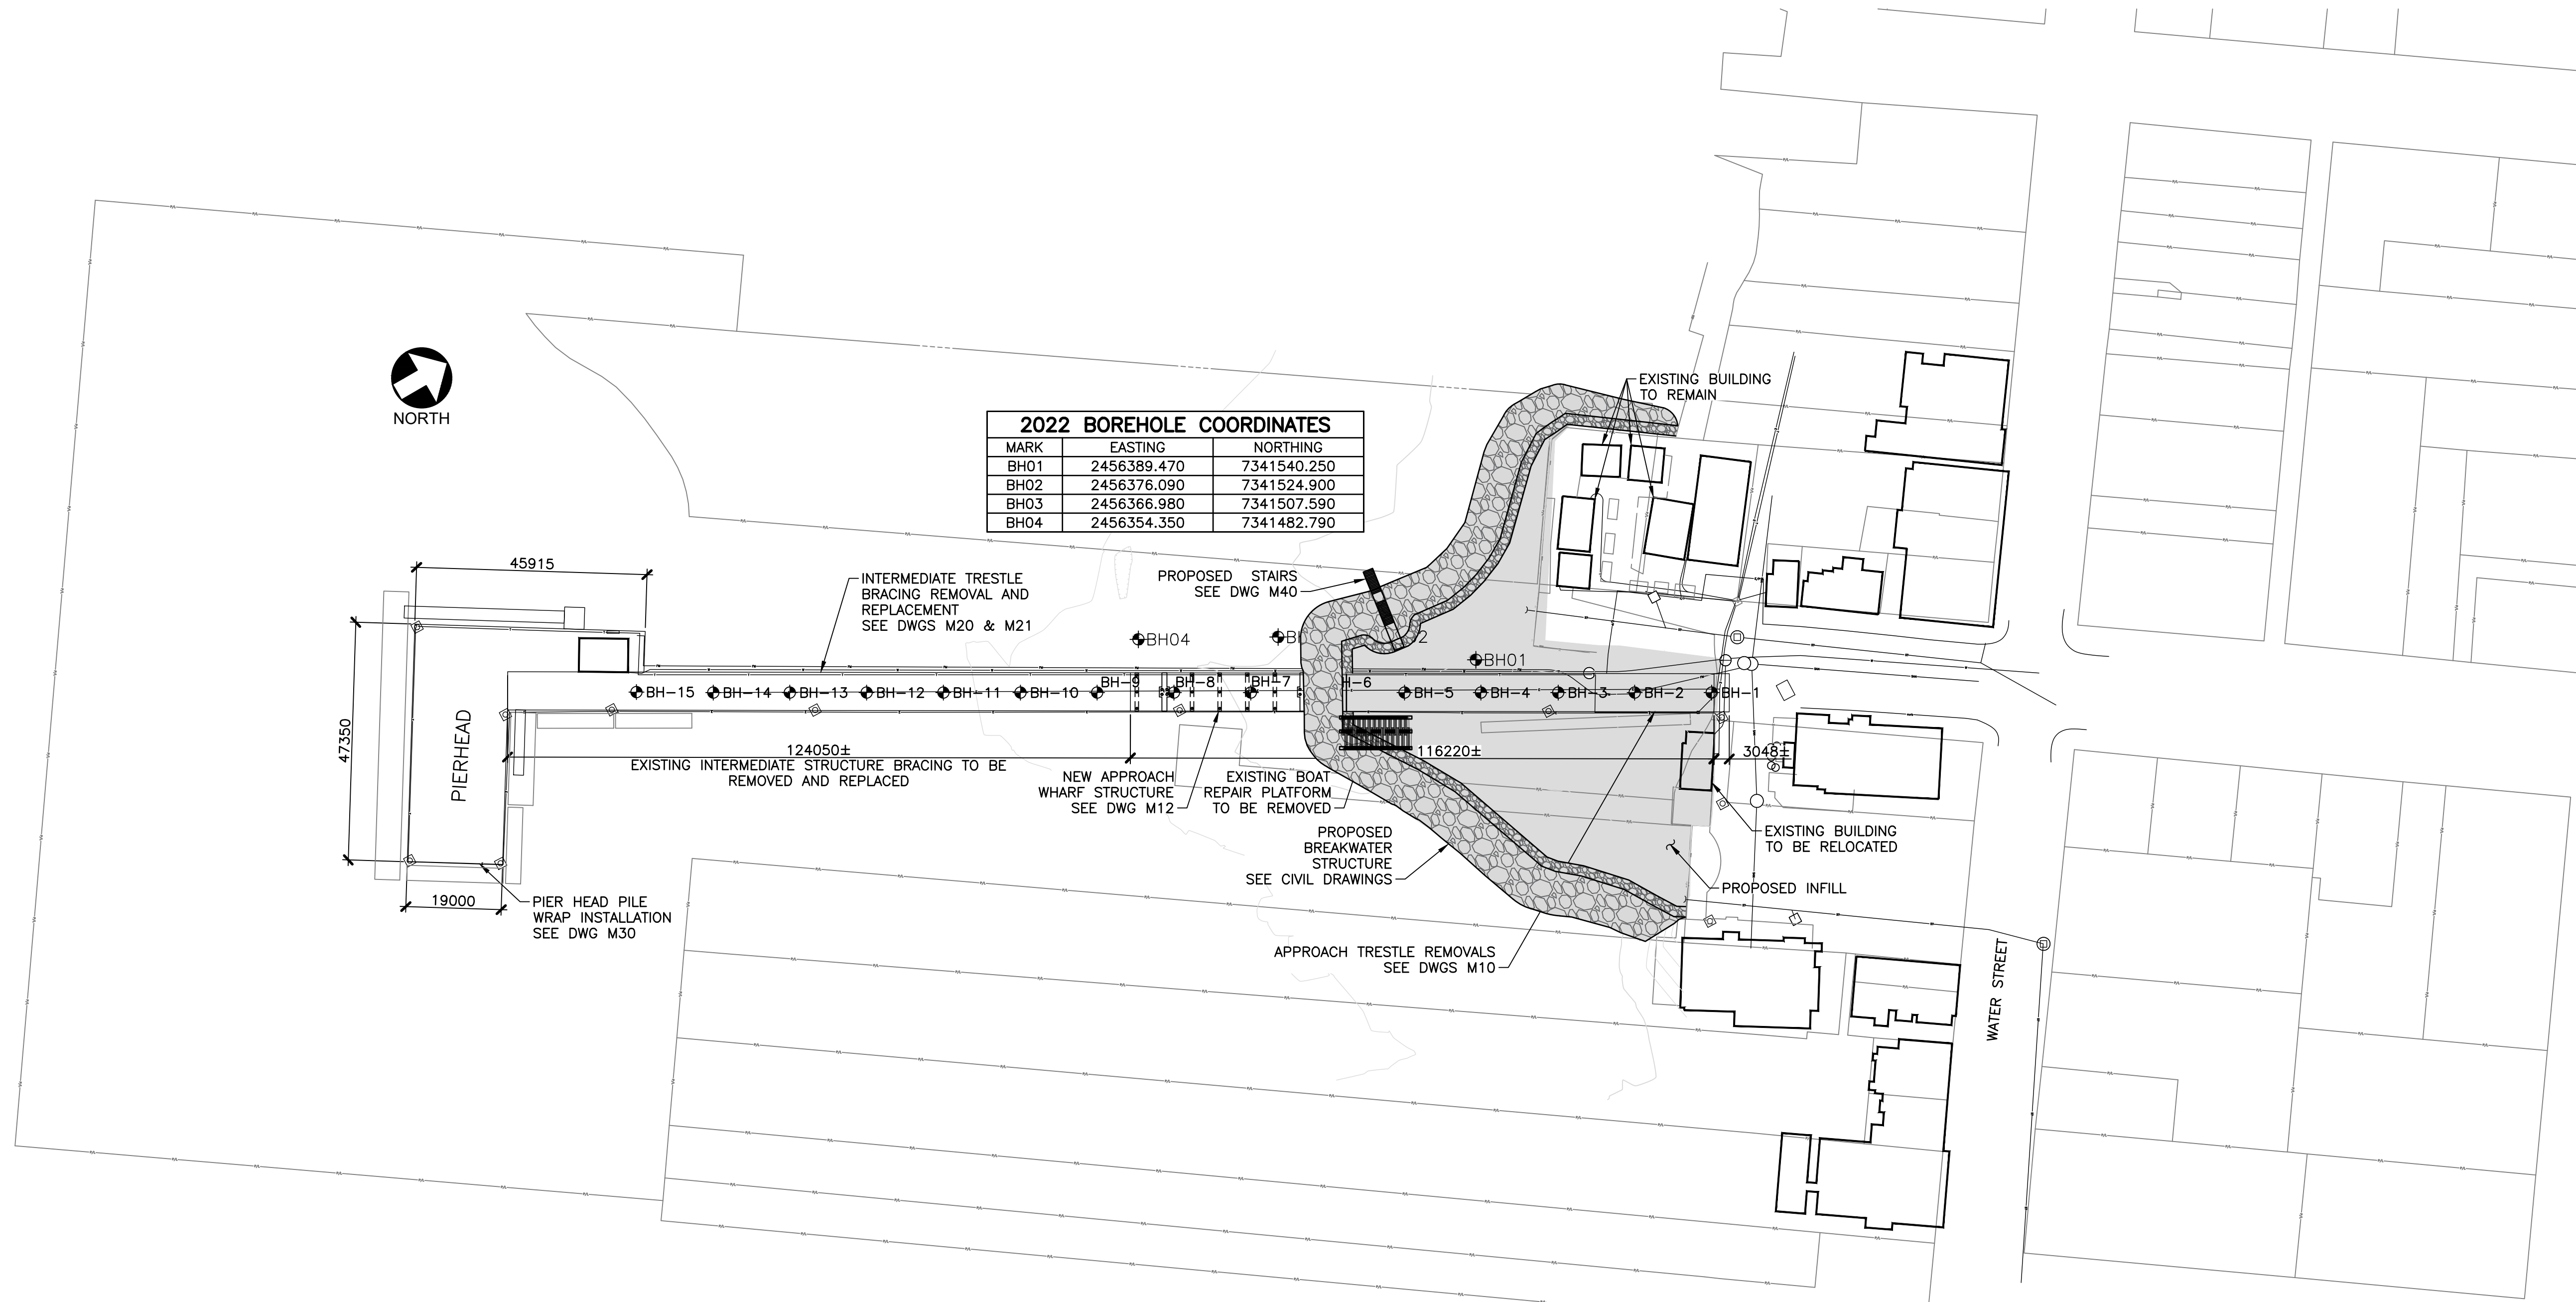 EXISTING BUILDING
TO REMAIN
NORTH
2022 BOREHOLE COORDINATES
MARK EASTING NORTHING
BH01 2456389.470 7341540.250
BH02 2456376.090 7341524.900
BH03 2456366.980 7341507.590
BH04 2456354.350 7341482.790
45915
INTERMEDIATE TRESTLE
BRACING REMOVAL AND
REPLACEMENT
SEE DWGS M20 & M21
PROPOSED STAIRS
SEE DWG M40
BH04
BH01
BH-15
BH-14
BH-13
BH-12
BH-11
BH-10
BH-9
BH-8
BH-7
H-6
BH-5
BH-4
BH-3
BH-2
BH-1
47350
PIERHEAD
124050±
EXISTING INTERMEDIATE STRUCTURE BRACING TO BE
REMOVED AND REPLACED
116220±
3048±
NEW APPROACH
WHARF STRUCTURE
SEE DWG M12
EXISTING BOAT
REPAIR PLATFORM
TO BE REMOVED
PROPOSED
BREAKWATER
STRUCTURE
SEE CIVIL DRAWINGS
EXISTING BUILDING
TO BE RELOCATED
PROPOSED INFILL
19000
PIER HEAD PILE
WRAP INSTALLATION
SEE DWG M30
APPROACH TRESTLE REMOVALS
SEE DWGS M10
WATER STREET